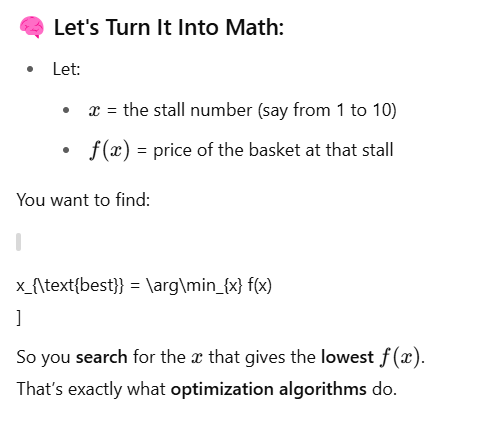 🧠 Let's Turn It Into Math:
• Let:
• x = the stall number (say from 1 to 10)
• f(x) = price of the basket at that stall
You want to find:
x_{\text{best}} = \arg\min_{x} f(x)
]
So you search for the x that gives the lowest f(x).
That's exactly what optimization algorithms do.